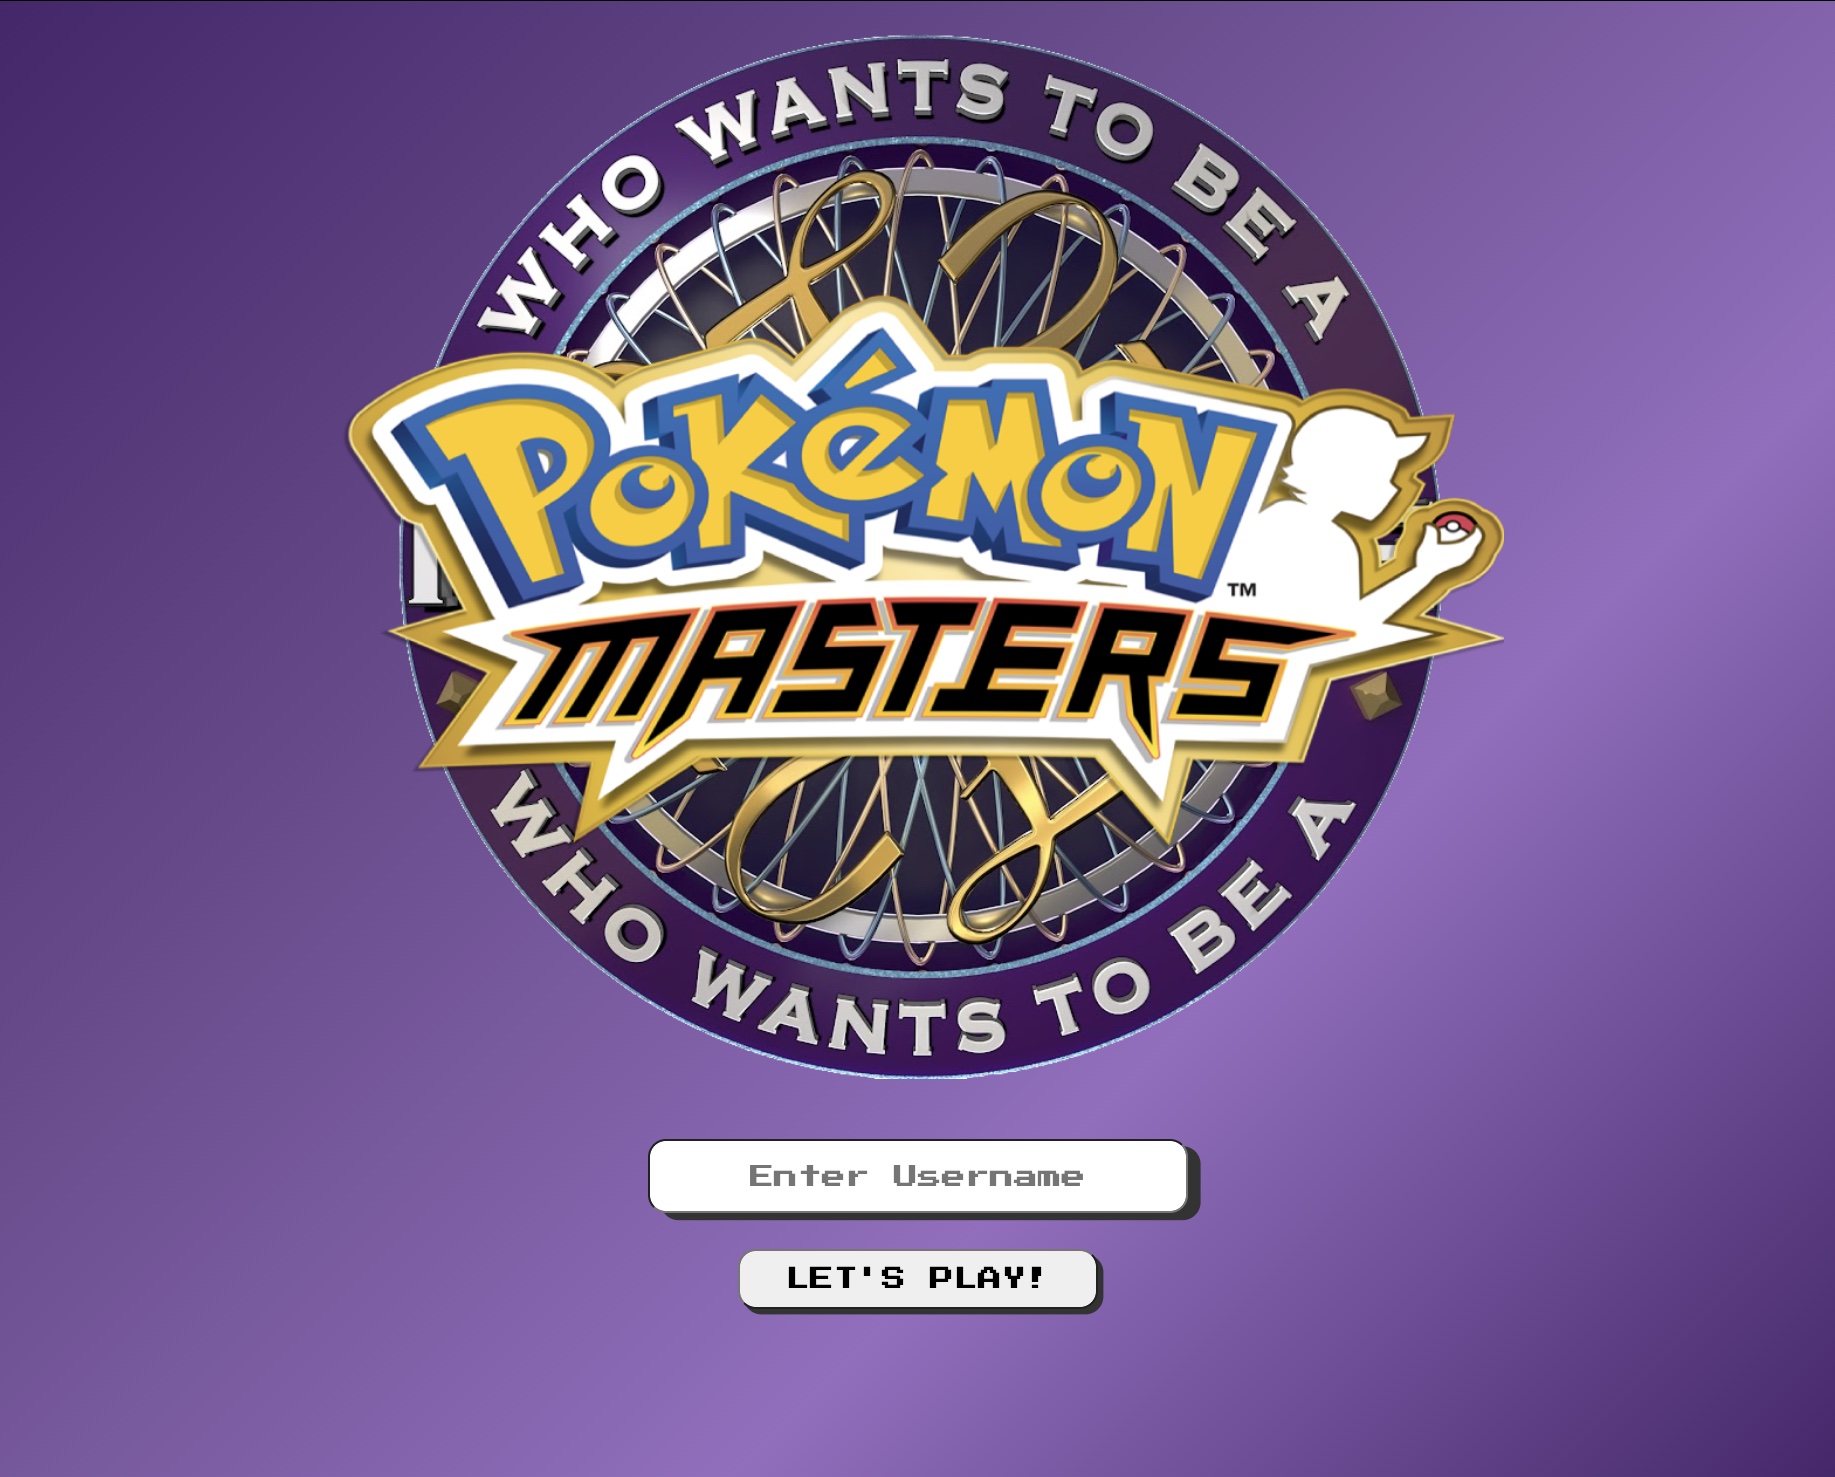 WHO WANTS TO BE A
POKéMON
TM
MASTERS
WHO WANTS TO BE A
Enter Username
LET'S PLAY!